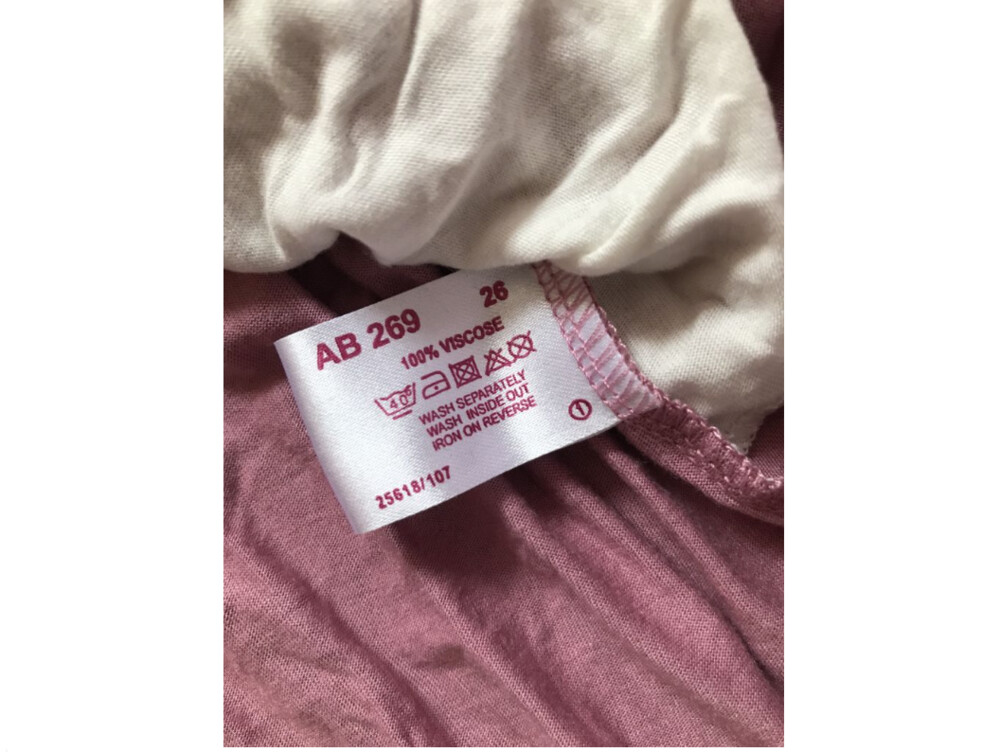 AB 269 26
100% VISCOSE
40°
WASH SEPARATELY
WASH INSIDE OUT
IRON ON REVERSE
1
25618/107